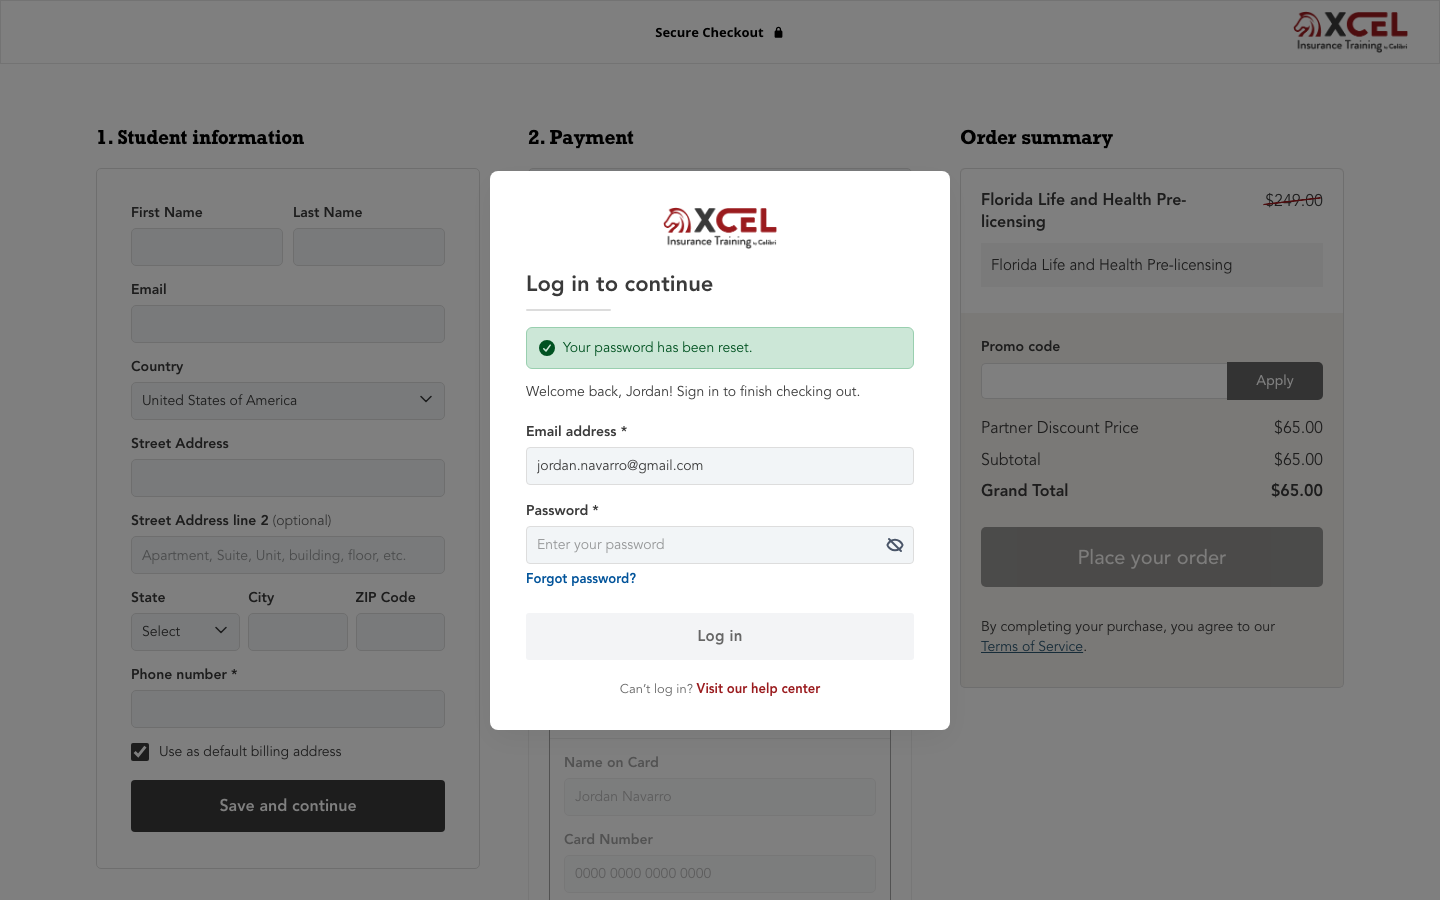 Secure Checkout
XCEL
Insurance Training by Colibri
1. Student information
2. Payment
Order summary
First Name
Last Name
Email
Country
United States of America
Street Address
Street Address line 2 (optional)
Apartment, Suite, Unit, building, floor, etc.
State
City
ZIP Code
Select
Phone number *
Use as default billing address
Save and continue
XCEL
Insurance Training by Colibri
Log in to continue
Your password has been reset.
Welcome back, Jordan! Sign in to finish checking out.
Email address *
jordan.navarro@gmail.com
Password *
Enter your password
Forgot password?
Log in
Can't log in? Visit our help center
Name on Card
Jordan Navarro
Card Number
0000 0000 0000 0000
Florida Life and Health Pre-
licensing
$249.00
Florida Life and Health Pre-licensing
Promo code
Apply
Partner Discount Price
$65.00
Subtotal
$65.00
Grand Total
$65.00
Place your order
By completing your purchase, you agree to our
Terms of Service.